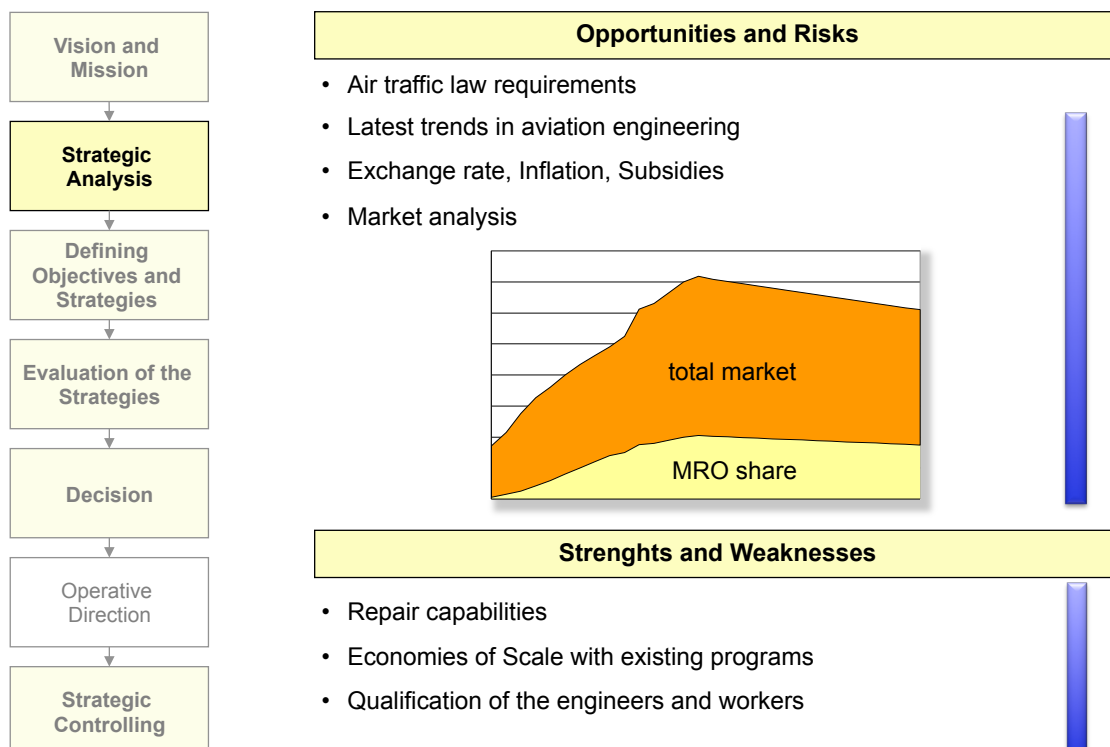 Vision and
Mission
Strategic
Analysis
Defining
Objectives and
Strategies
Evaluation of the
Strategies
Decision
Operative
Direction
Strategic
Controlling
Opportunities and Risks
• Air traffic law requirements
• Latest trends in aviation engineering
• Exchange rate, Inflation, Subsidies
• Market analysis
total market
MRO share
Strenghts and Weaknesses
• Repair capabilities
• Economies of Scale with existing programs
• Qualification of the engineers and workers